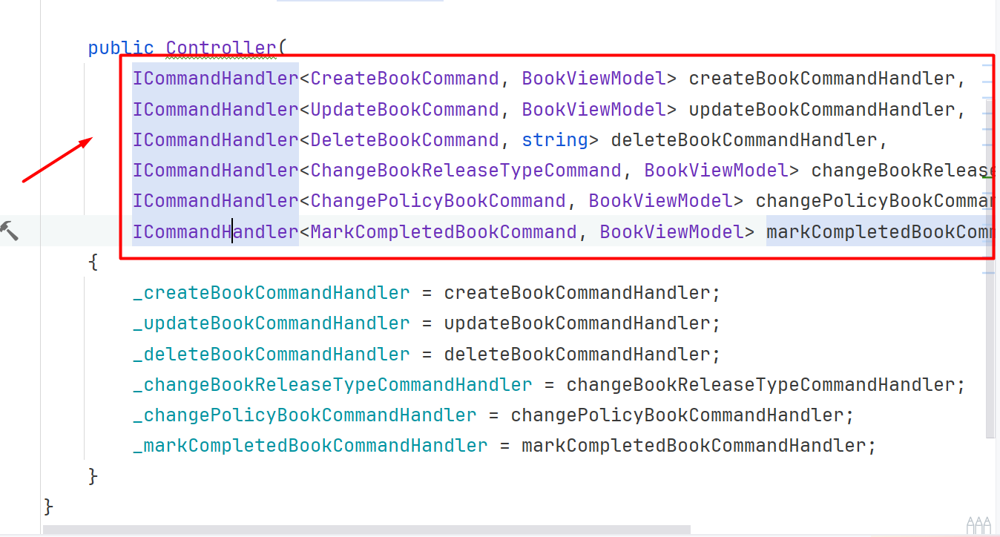 public Controller(
ICommandHandler<CreateBookCommand, BookViewModel> createBookCommandHandler,
ICommandHandler<UpdateBookCommand, BookViewModel> updateBookCommandHandler,
ICommandHandler<DeleteBookCommand, string> deleteBookCommandHandler,
ICommandHandler<ChangeBookReleaseTypeCommand, BookViewModel> changeBookRelease
ICommandHandler<ChangePolicyBookCommand, BookViewModel> changePolicyBookComman
ICommandHandler<MarkCompletedBookCommand, BookViewModel> markCompletedBookComm
{
_createBookCommandHandler = createBookCommandHandler;
_updateBookCommandHandler = updateBookCommandHandler;
_deleteBookCommandHandler = deleteBookCommandHandler;
_changeBookReleaseTypeCommandHandler = changeBookReleaseTypeCommandHandler;
_changePolicyBookCommandHandler = changePolicyBookCommandHandler;
_markCompletedBookCommandHandler = markCompletedBookCommandHandler;
}
}